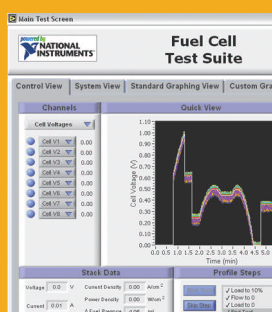 Main Test Screen
powered by
NATIONAL
INSTRUMENTS
Fuel Cell
Test Suite
Control View
System View
Standard Graphing View
Custom Gra
Channels
Quick View
Cell Voltages
Cell V1 0.00
Cell V2 0.00
Cell V3 0.00
Cell V4 0.00
Cell V5 0.00
Cell V6 0.00
Cell V7 0.00
Cell V8 0.00
Cell Voltage (V)
1.10
1.00
0.90
0.80
0.70
0.60
0.50
0.40
0.30
0.20
0.10
0.00
0.0 0.5 1.0 1.5 2.0 2.5 3.0 3.5 4.0 4.5 5.0
Time (min)
Stack Data
Profile Steps
Voltage 0.0 V
Current Density 0.00 A/cm 2
Power Density 0.00 W/cm 2
Current 0.01 A
Skip Step
√ Load to 10%
√ Flow to 0
√ Load to 0